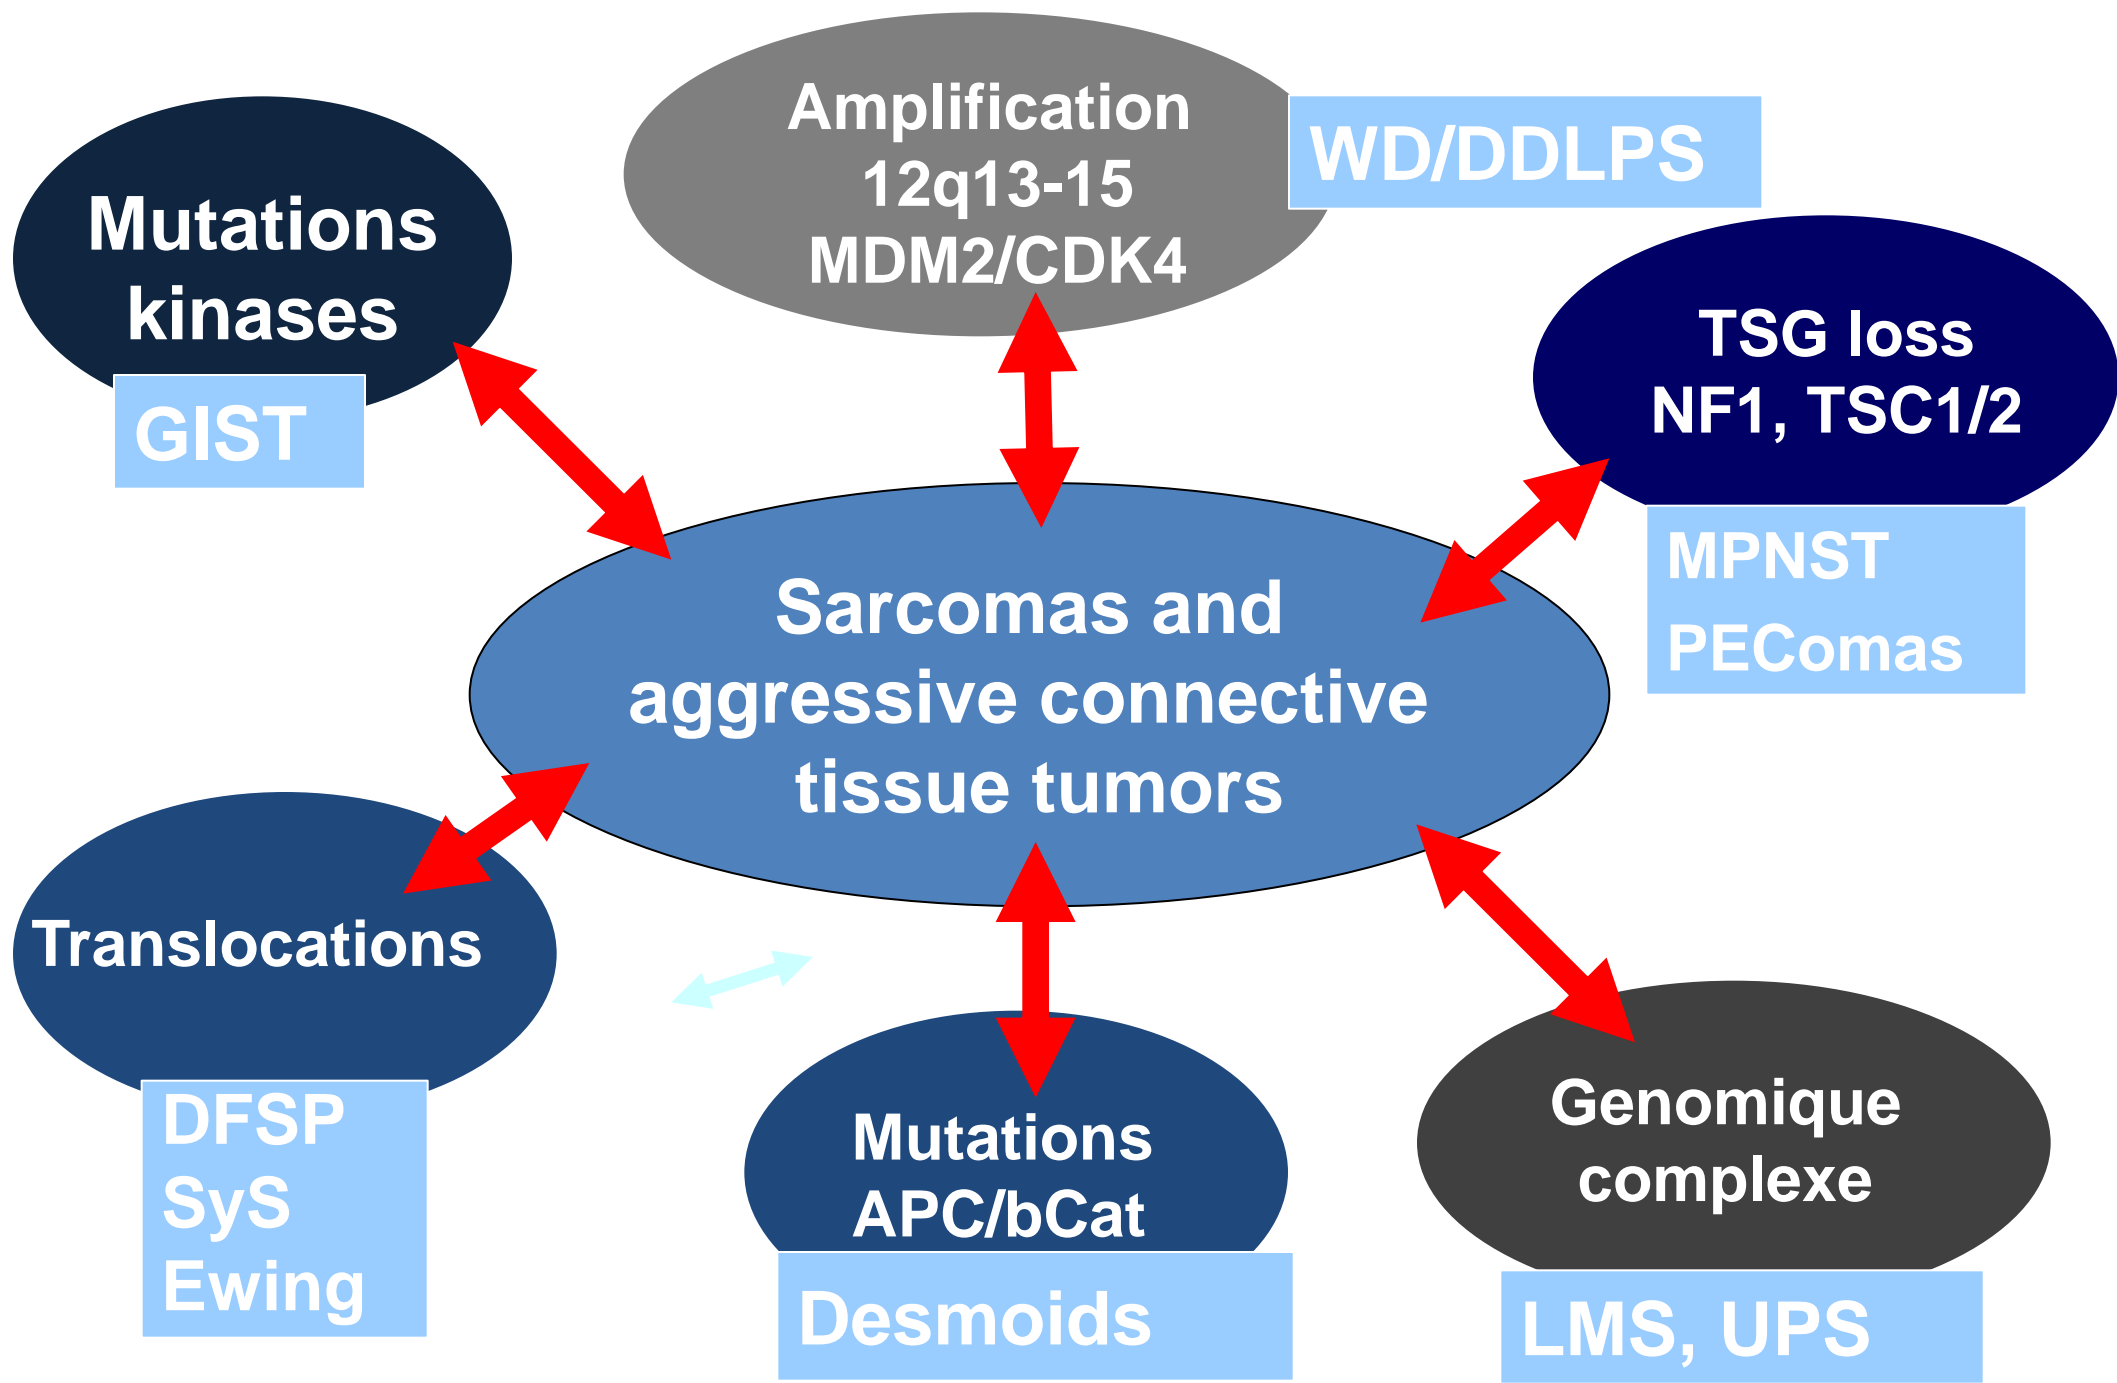 Amplification
12q13-15
MDM2/CDK4
WD/DDLPS
Mutations
kinases
GIST
TSG loss
NF1, TSC1/2
MPNST
PEComas
Sarcomas and
aggressive connective
tissue tumors
Translocations
DFSP
SyS
Ewing
Mutations
APC/bCat
Desmoids
Genomique
complexe
LMS, UPS